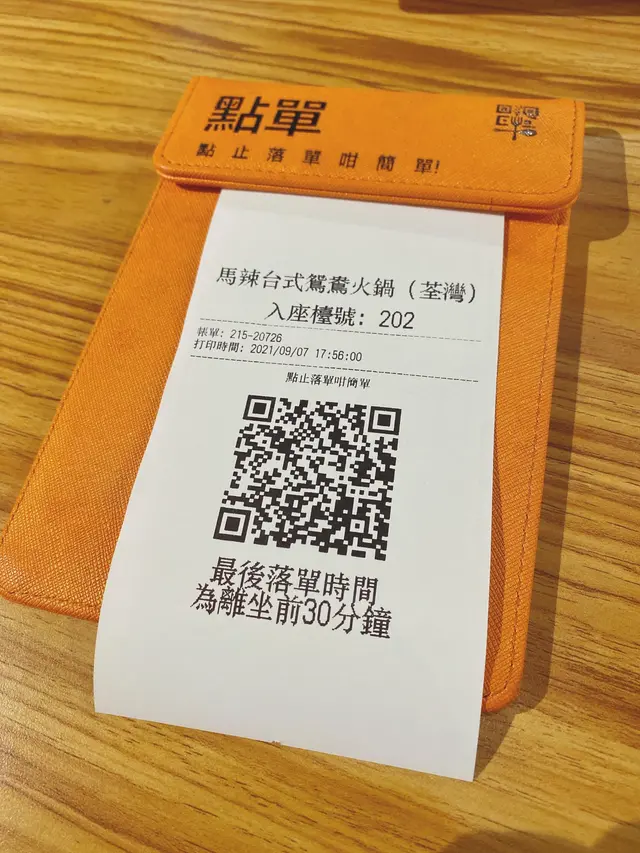 點單
點止落單咁簡單!
馬辣台式鴛鴦火鍋（荃灣）
入座檯號: 202
帳單: 215-20726
打印時間: 2021/09/07 17:56:00
點止落單咁簡單
最後落單時間
為離坐前30分鐘